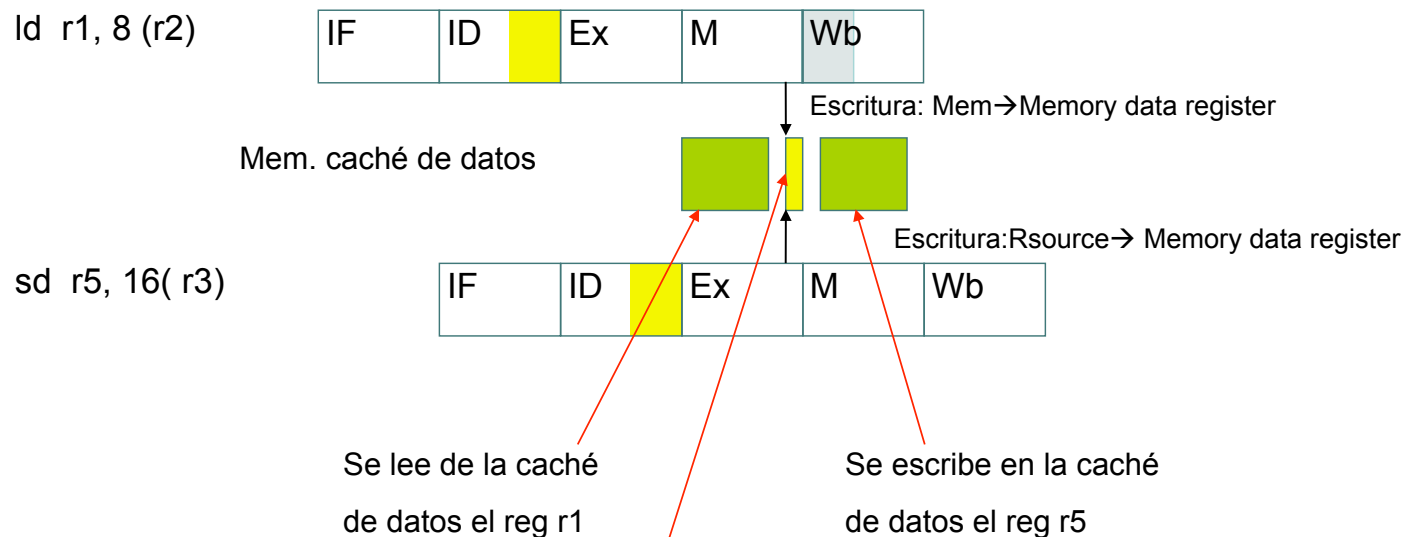 ld r1, 8 (r2)
IF ID Ex M Wb
Escritura: Mem→Memory data register
Mem. caché de datos
Escritura:Rsource→ Memory data register
sd r5, 16( r3)
IF ID Ex M Wb
Se lee de la caché
de datos el reg r1
Se escribe en la caché
de datos el reg r5